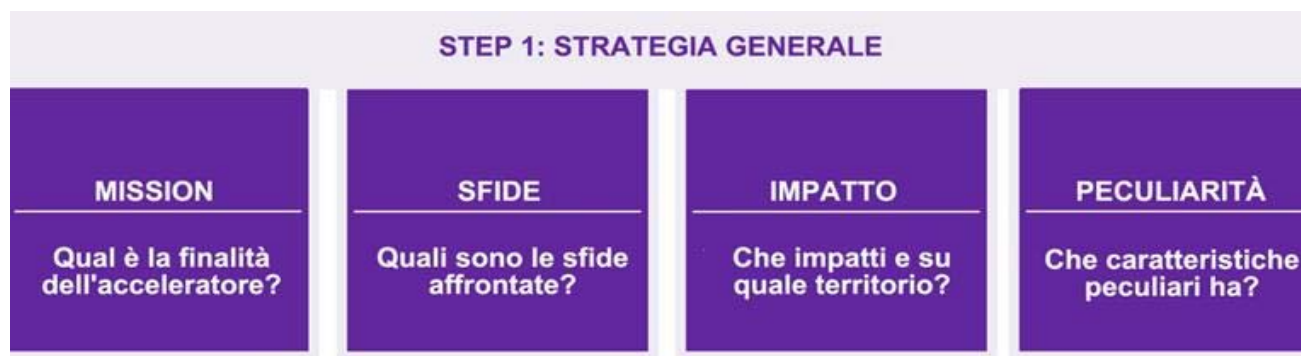 STEP 1: STRATEGIA GENERALE
MISSION
Qual è la finalità
dell'acceleratore?
SFIDE
Quali sono le sfide
affrontate?
IMPATTO
Che impatti e su
quale territorio?
PECULIARITÀ
Che caratteristiche
peculiari ha?